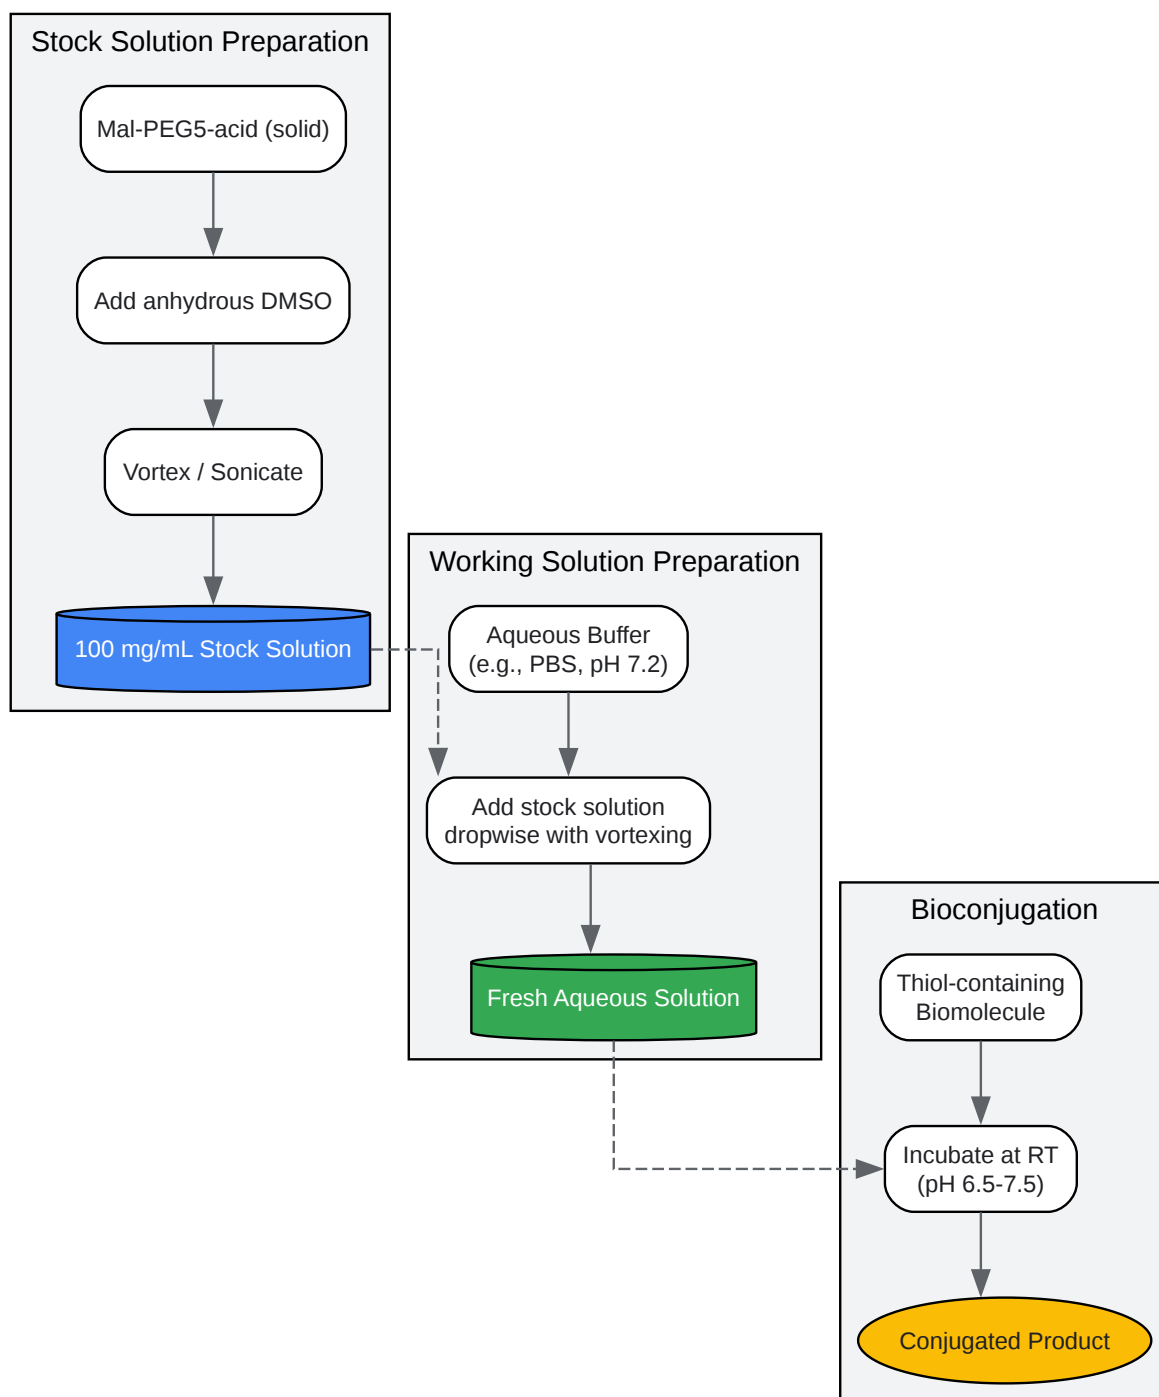 Stock Solution Preparation
Mal-PEG5-acid (solid)
Add anhydrous DMSO
Vortex / Sonicate
100 mg/mL Stock Solution
Working Solution Preparation
Aqueous Buffer
(e.g., PBS, pH 7.2)
Add stock solution
dropwise with vortexing
Fresh Aqueous Solution
Bioconjugation
Thiol-containing
Biomolecule
Incubate at RT
(pH 6.5-7.5)
Conjugated Product